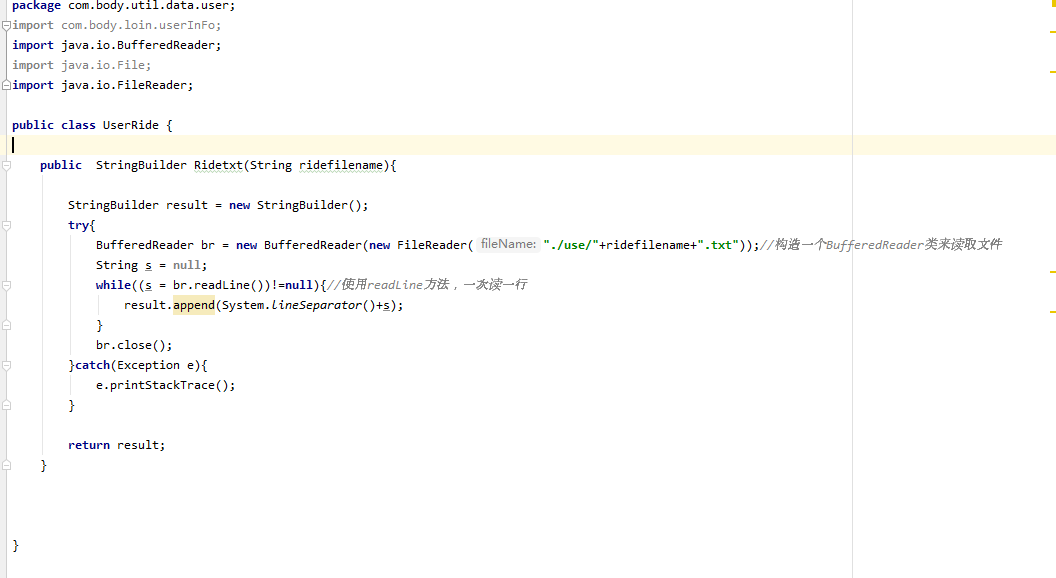 package com.body.util.data.user;
import com.body.loin.userInFo;
import java.io.BufferedReader;
import java.io.File;
import java.io.FileReader;
public class UserRide {
public  StringBuilder Ridetxt(String ridefilename){
StringBuilder result = new StringBuilder();
try{
BufferedReader br = new BufferedReader(new FileReader( fileName: "./use/"+ridefilename+".txt"));//构造一个BufferedReader类来读取文件
String s = null;
while((s = br.readLine())!=null){//使用readLine方法，一次读一行
result.append(System.lineSeparator()+s);
}
br.close();
}catch(Exception e){
e.printStackTrace();
}
return result;
}
}